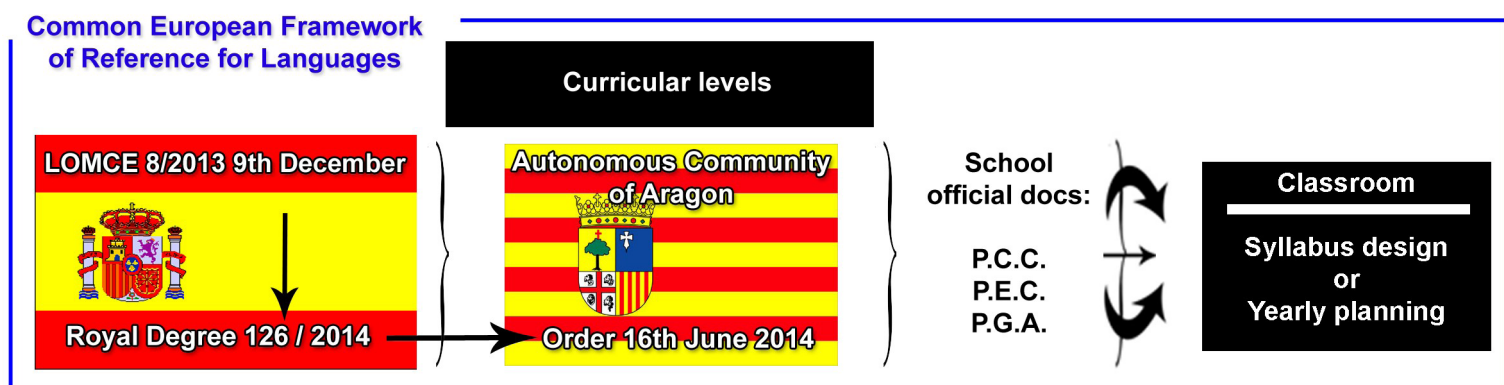 Common European Framework
of Reference for Languages
Curricular levels
LOMCE 8/2013 9th December
Royal Degree 126 / 2014
Autonomous Community
of Aragon
Order 16th June 2014
School
official docs:
P.C.C.
P.E.C.
P.G.A.
Classroom
Syllabus design
or
Yearly planning